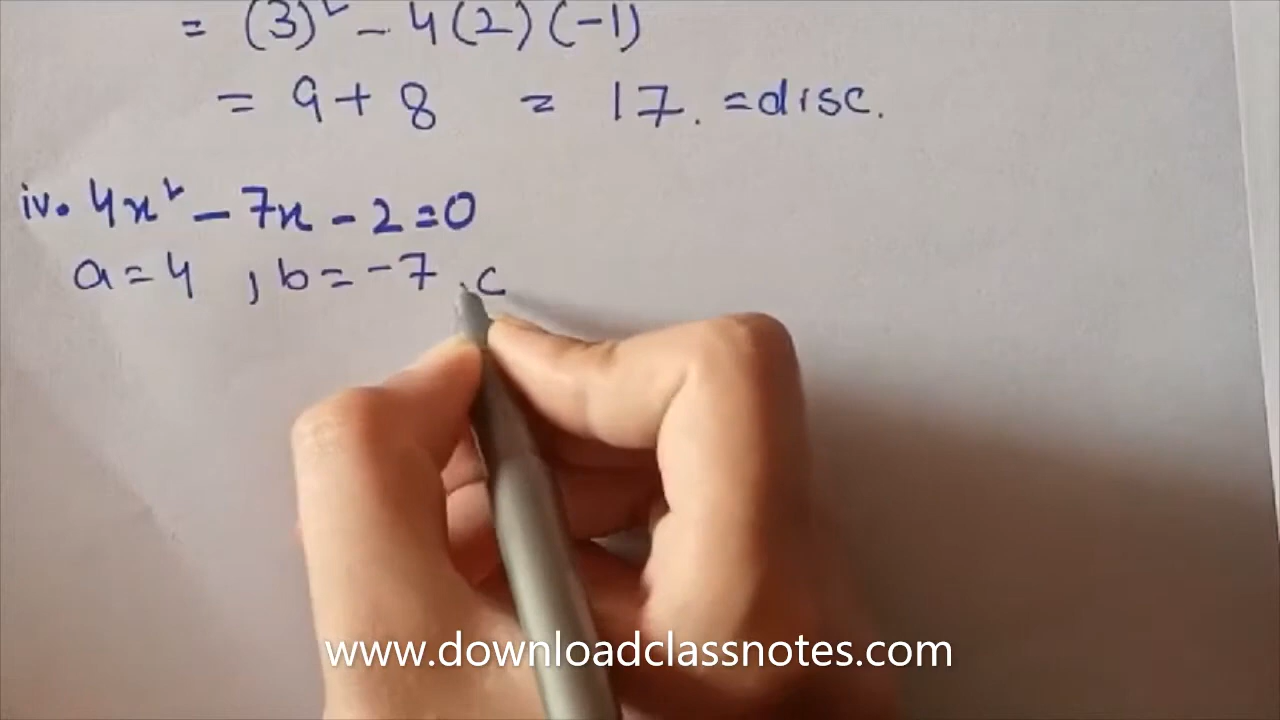 = (3)² - 4(2)(-1)
= 9+8 = 17. =disc.
iv. 4x² - 7x - 2=0
a=4 , b= -7 , c
www.downloadclassnotes.com